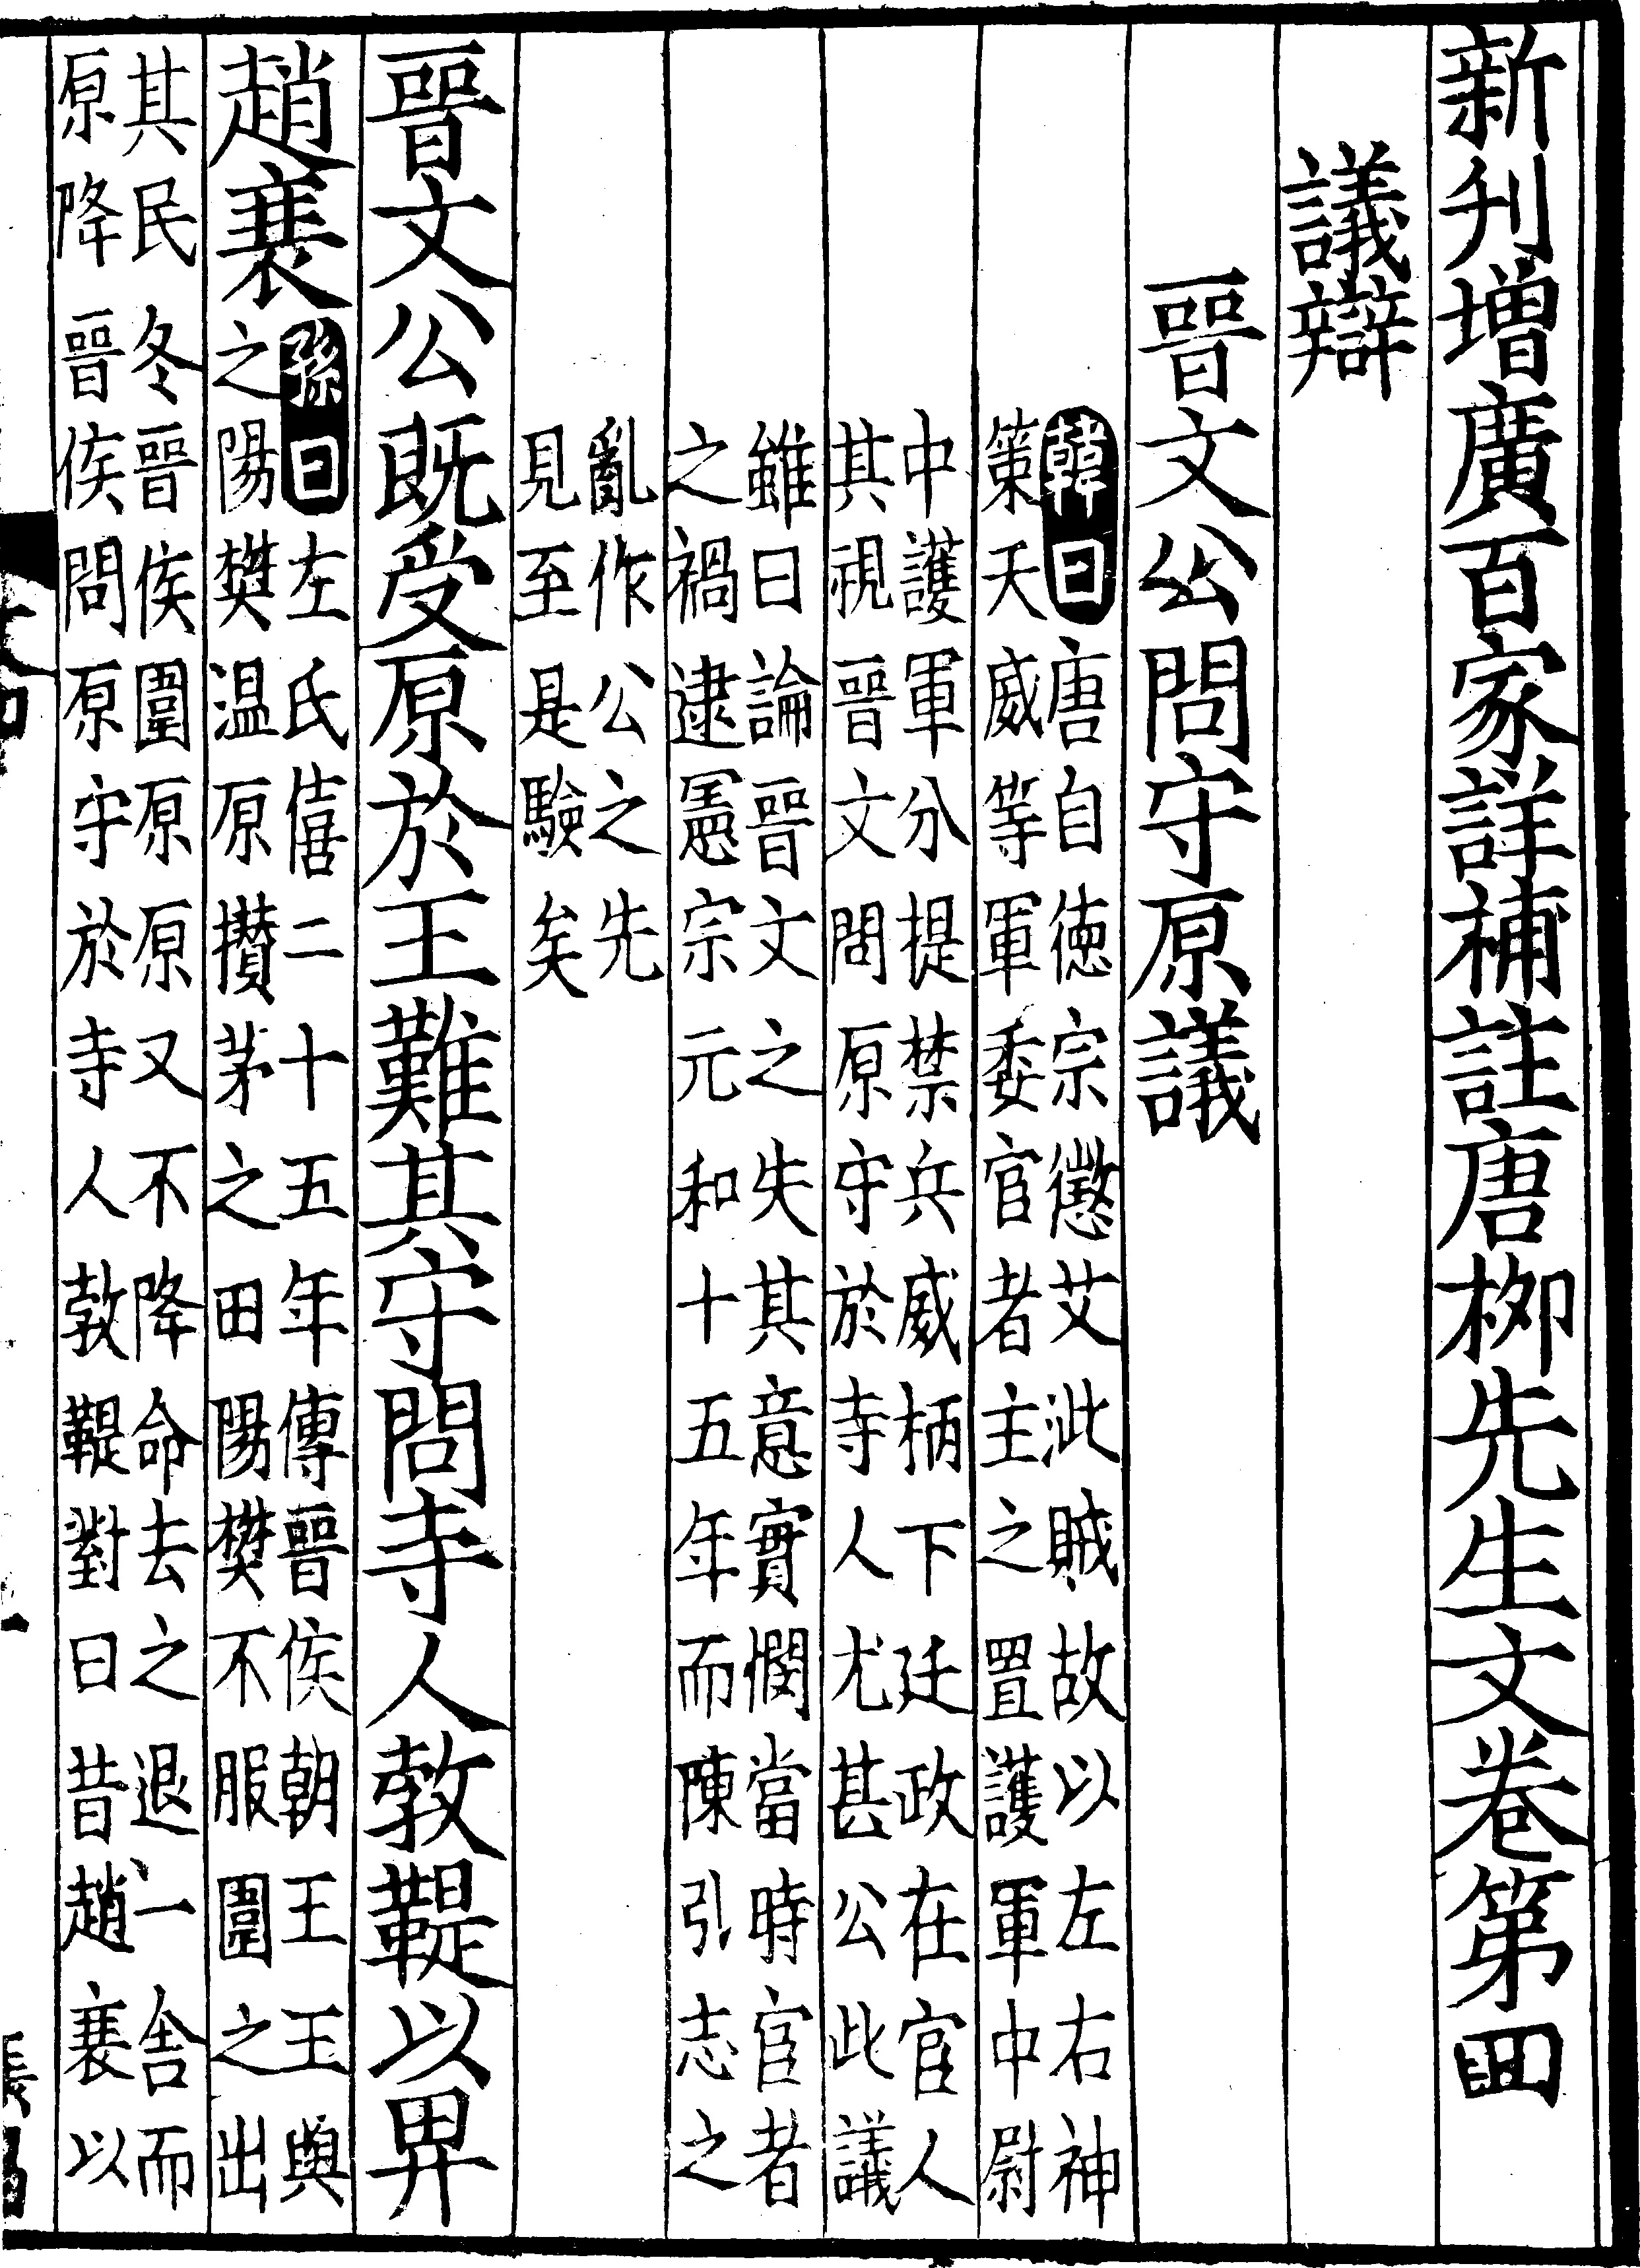 新刋増廣百家詳補註唐栁先生文卷第四
議辯
晉文公問守原議
韓曰唐自德宗懲艾泚賊故以左右神
策天威等軍委官者主之置護軍中尉
中護軍分提禁兵威柄下廷政在宦人
其視晉文問原守於寺人尤甚公此議
雖曰論晉文之失其意實憫當時宦者
之禍逮憲宗元和十五年而陳引志之
亂作公之先
見至是驗矣
晉文公既受原於王難其守問寺人敎鞮以畀
趙衰
孫曰左氏僖二十五年傳晉侯朝王王與
之陽樊温原攢茅之田陽樊不服圍之出
其民冬晉侯圍原原又不降命去之退一舍而
原降晉侯問原守於寺人敎鞮對曰昔趙衰以